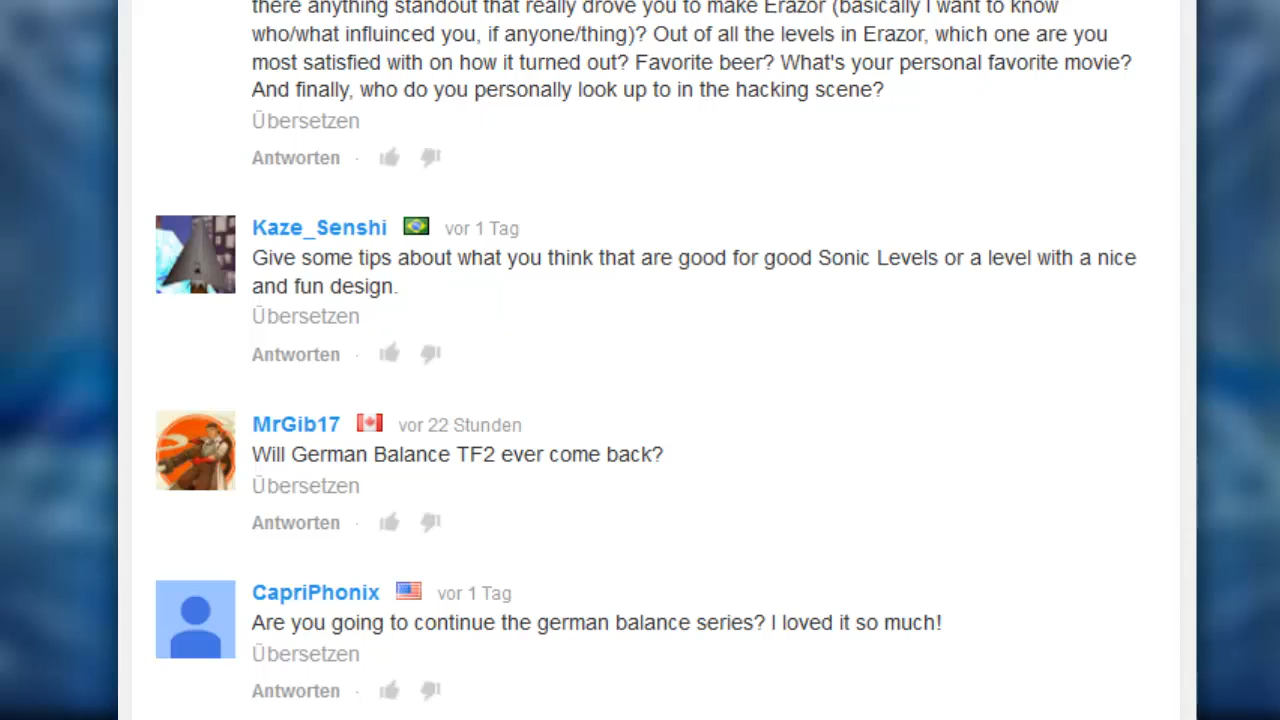 there anything standout that really drove you to make Erazor (basically I want to know
who/what influinced you, if anyone/thing)? Out of all the levels in Erazor, which one are you
most satisfied with on how it turned out? Favorite beer? What's your personal favorite movie?
And finally, who do you personally look up to in the hacking scene?
Übersetzen
Antworten ·
Kaze_Senshi vor 1 Tag
Give some tips about what you think that are good for good Sonic Levels or a level with a nice
and fun design.
Übersetzen
Antworten ·
MrGib17 vor 22 Stunden
Will German Balance TF2 ever come back?
Übersetzen
Antworten ·
CapriPhonix vor 1 Tag
Are you going to continue the german balance series? I loved it so much!
Übersetzen
Antworten ·